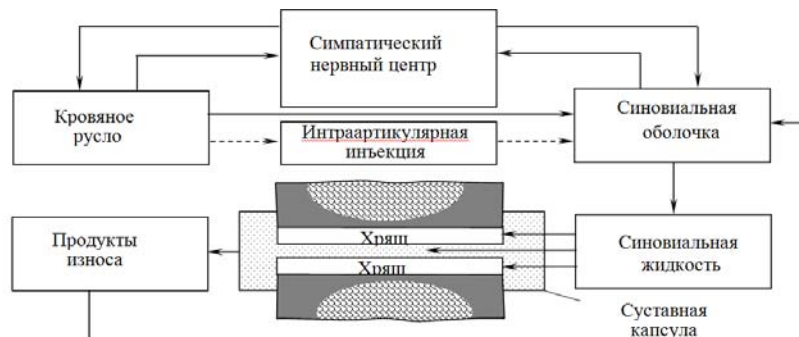 Симпатический
нервный центр
Кровяное
русло
Интраартикулярная
инъекция
Синовиальная
оболочка
Продукты
износа
Хрящ
Хрящ
Синовиальная
жидкость
Суставная
капсула